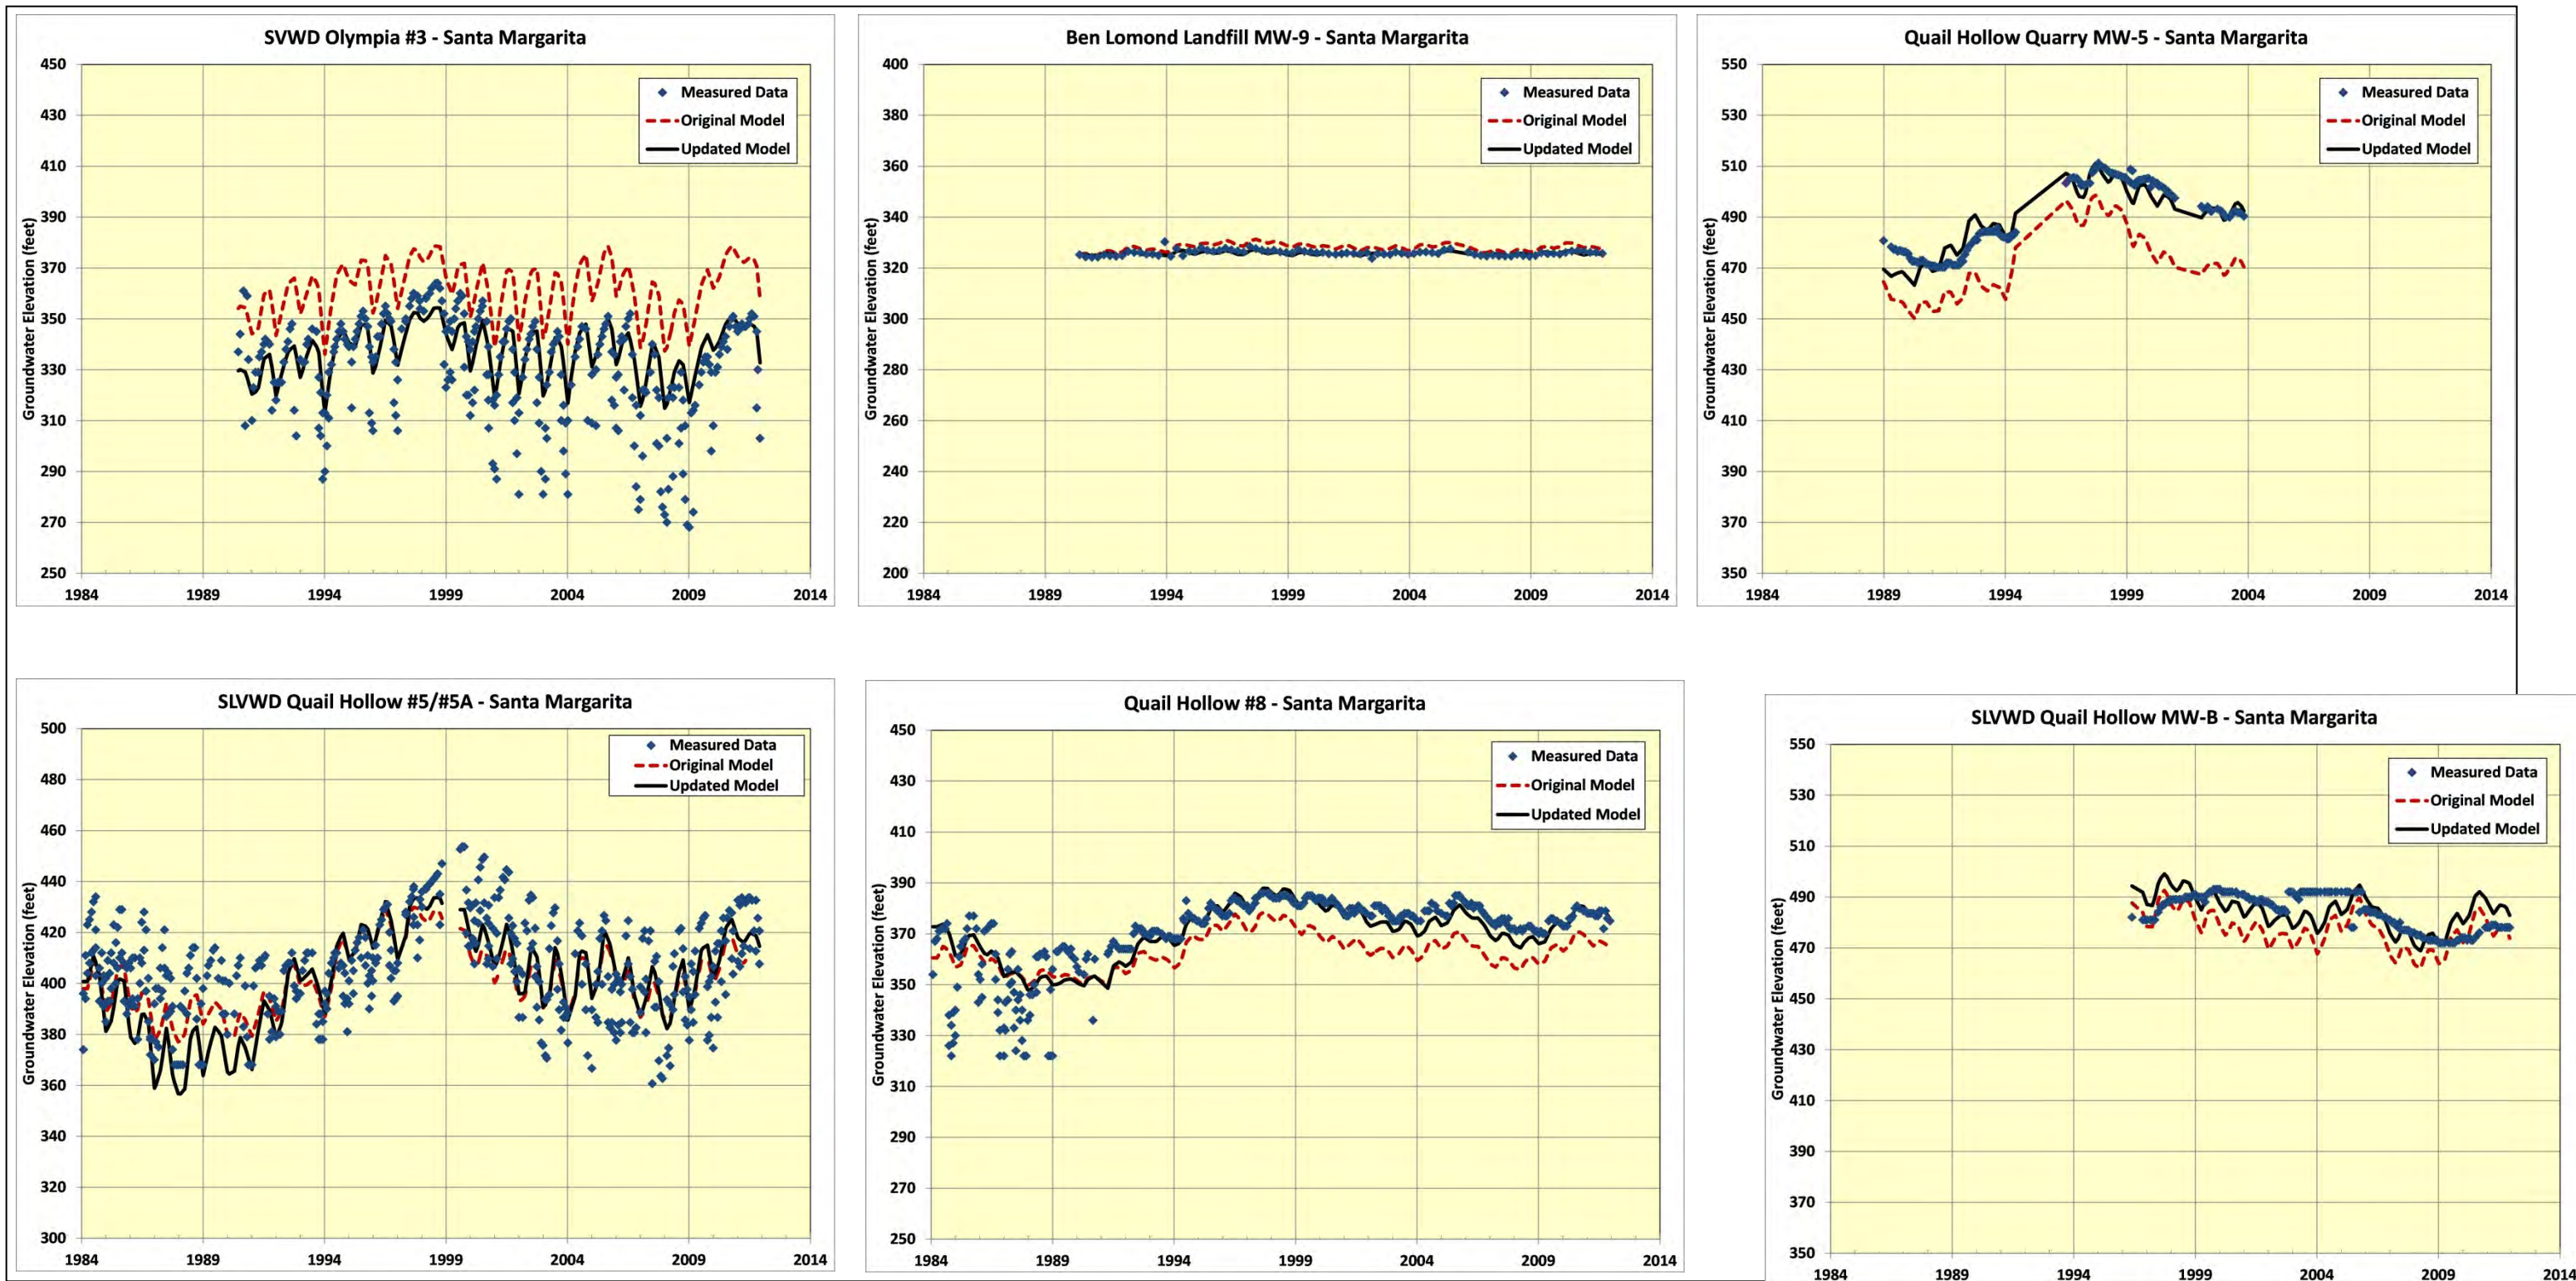 SVWD Olympia #3 - Santa Margarita
Groundwater Elevation (feet)
450
430
410
390
370
350
330
310
290
270
250
1984 1989 1994 1999 2004 2009 2014
Measured Data
Original Model
Updated Model
Ben Lomond Landfill MW-9 - Santa Margarita
Groundwater Elevation (feet)
400
380
360
340
320
300
280
260
240
220
200
1984 1989 1994 1999 2004 2009 2014
Measured Data
Original Model
Updated Model
Quail Hollow Quarry MW-5 - Santa Margarita
Groundwater Elevation (feet)
550
530
510
490
470
450
430
410
390
370
350
1984 1989 1994 1999 2004 2009 2014
Measured Data
Original Model
Updated Model
SLVWD Quail Hollow #5/#5A - Santa Margarita
Groundwater Elevation (feet)
500
480
460
440
420
400
380
360
340
320
300
1984 1989 1994 1999 2004 2009 2014
Measured Data
Original Model
Updated Model
Quail Hollow #8 - Santa Margarita
Groundwater Elevation (feet)
450
430
410
390
370
350
330
310
290
270
250
1984 1989 1994 1999 2004 2009 2014
Measured Data
Original Model
Updated Model
SLVWD Quail Hollow MW-B - Santa Margarita
Groundwater Elevation (feet)
550
530
510
490
470
450
430
410
390
370
350
1984 1989 1994 1999 2004 2009 2014
Measured Data
Original Model
Updated Model